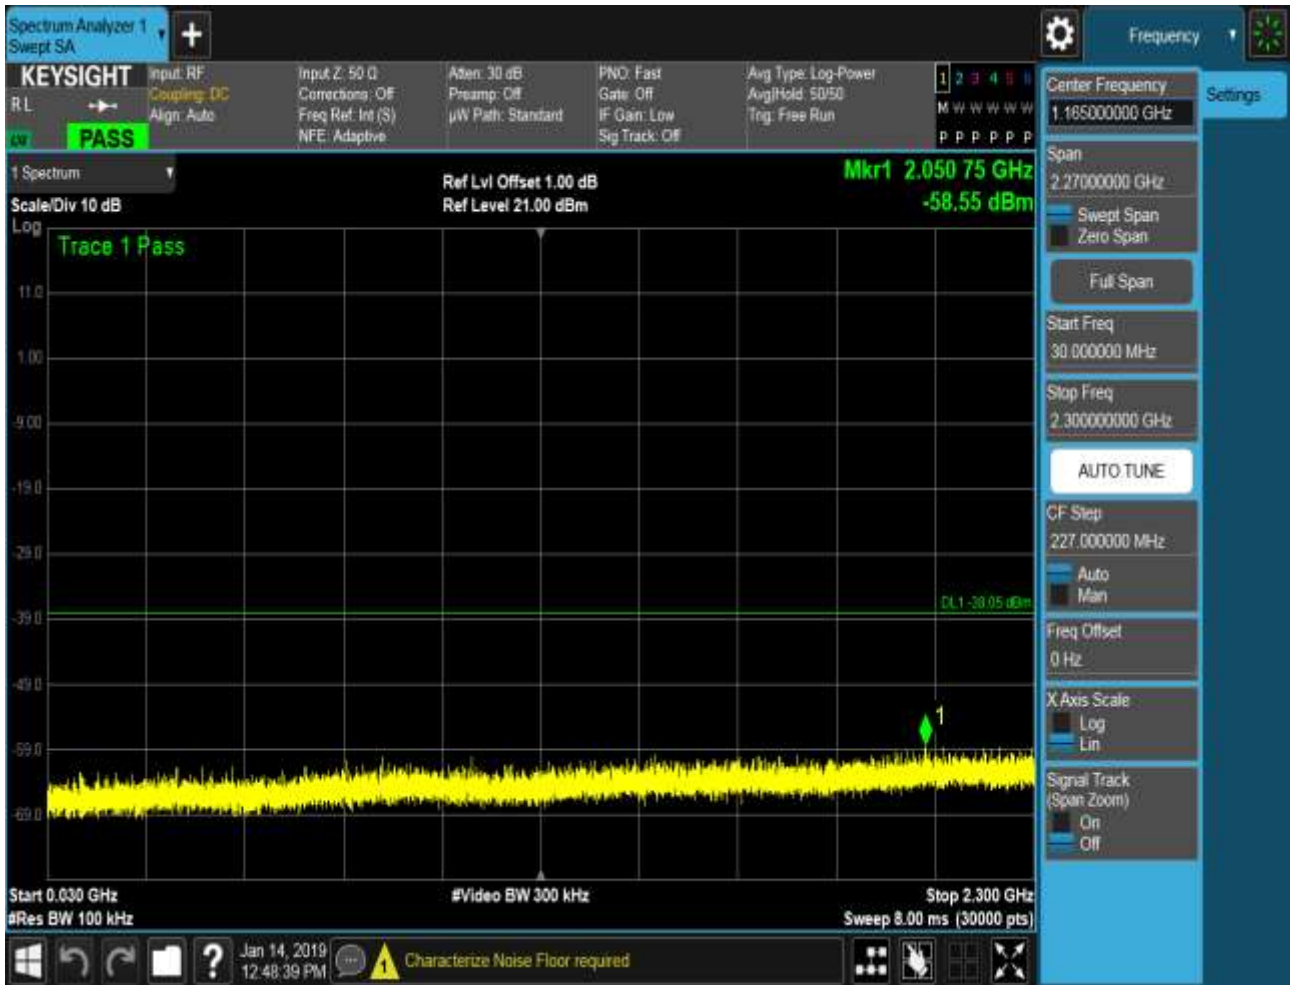 Spectrum Analyzer 1
Swept SA
+
Frequency
KEYSIGHT
Input: RF
Coupling: DC
Align: Auto
R L
PASS
Input Z: 50 Ω
Corrections: Off
Freq Ref: Int (S)
NFE: Adaptive
Atten: 30 dB
Preamp: Off
µW Path: Standard
PNO: Fast
Gate: Off
IF Gain: Low
Sig Track: Off
Avg Type: Log-Power
Avg|Hold: 50/50
Trig: Free Run
1 2 3 4 5 6
M W W W W W
P P P P P P
Center Frequency
1.165000000 GHz
Settings
Span
2.27000000 GHz
Swept Span
Zero Span
Full Span
Start Freq
30.000000 MHz
Stop Freq
2.300000000 GHz
AUTO TUNE
CF Step
227.000000 MHz
Auto
Man
Freq Offset
0 Hz
X Axis Scale
Log
Lin
Signal Track
(Span Zoom)
On
Off
1 Spectrum
Scale/Div 10 dB
Ref Lvl Offset 1.00 dB
Ref Level 21.00 dBm
Mkr1 2.050 75 GHz
-58.55 dBm
Log
Trace 1 Pass
11.0
1.00
-9.00
-19.0
-29.0
-39.0
-49.0
-59.0
-69.0
DL1 -38.05 dBm
1
Start 0.030 GHz
#Video BW 300 kHz
Stop 2.300 GHz
#Res BW 100 kHz
Sweep 8.00 ms (30000 pts)
?
Jan 14, 2019
12:48:39 PM
1
Characterize Noise Floor required